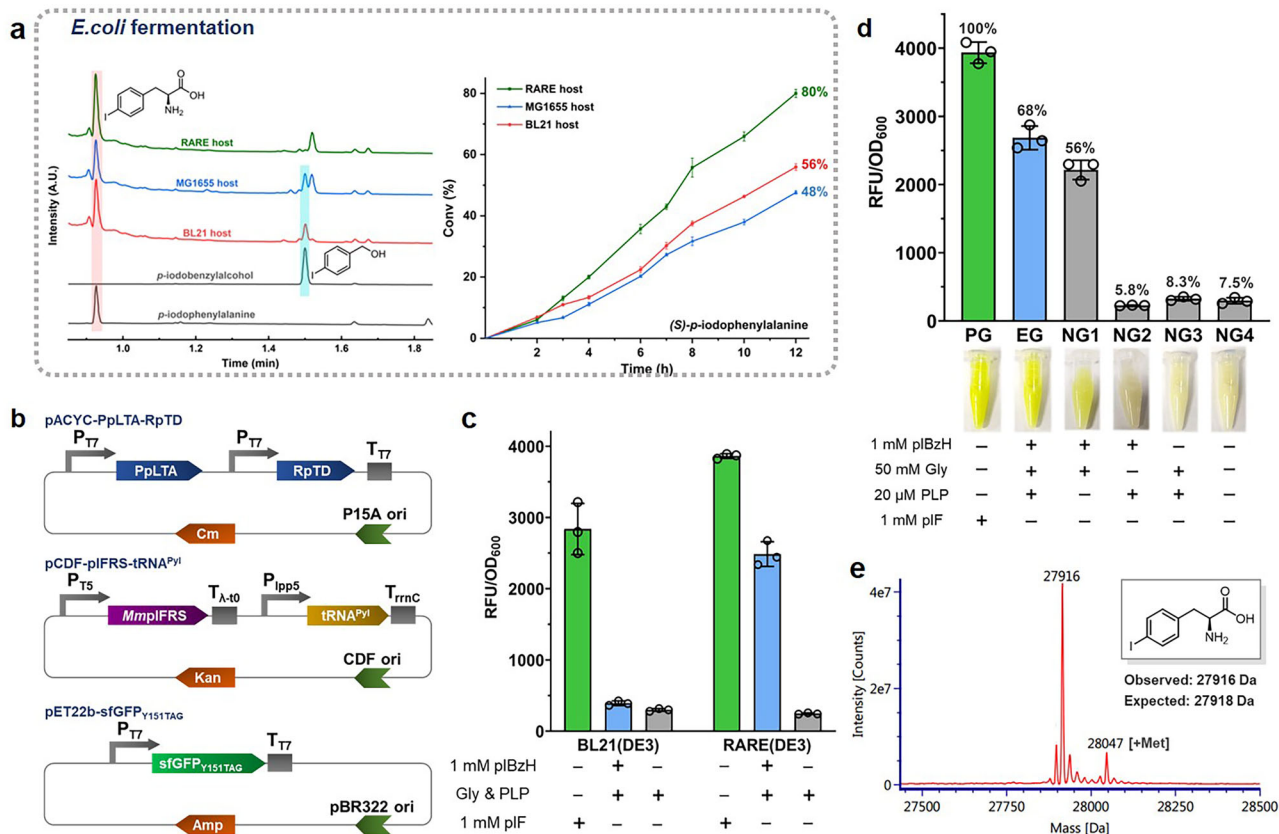 a
E.coli fermentation
O
OH
NH2
I
RARE host
MG1655 host
BL21 host
OH
I
p-iodobenzylalcohol
p-iodophenylalanine
Intensity (A.U.)
1.0 1.2 1.4 1.6 1.8
Time (min)
RARE host
MG1655 host
BL21 host
80%
56%
48%
Conv (%)
80
60
40
20
0
(S)-p-iodophenylalanine
2 4 6 8 10 12
Time (h)
b
pACYC-PpLTA-RpTD
PT7 PT7
TT7
PpLTA RpTD
P15A ori
Cm
pCDF-pIFRS-tRNAPyl
PT5 Tλ-t0 Plpp5 TrrnC
MmpIFRS tRNAPyl
CDF ori
Kan
pET22b-sfGFPY151TAG
PT7 TT7
sfGFPY151TAG
pBR322 ori
Amp
c
RFU/OD600
4000
3000
2000
1000
0
BL21(DE3) RARE(DE3)
1 mM pIBzH – + – – + –
Gly & PLP – + + – + +
1 mM pIF + – – + – –
d
RFU/OD600
4000
3000
2000
1000
0
100%
68%
56%
5.8%
8.3%
7.5%
PG EG NG1 NG2 NG3 NG4
1 mM pIBzH – + + + – –
50 mM Gly – + + – + –
20 µM PLP – + – + + –
1 mM pIF + – – – – –
e
Intensity [Counts]
4e7
2e7
0
27916
28047 [+Met]
O
OH
NH2
I
Observed: 27916 Da
Expected: 27918 Da
27500 27750 28000 28250 28500
Mass [Da]